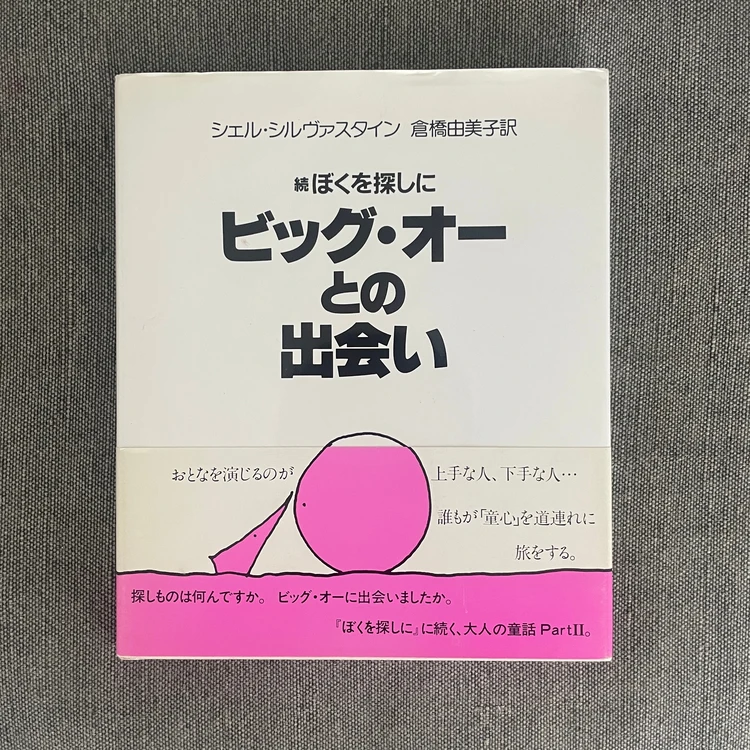 シェル・シルヴァスタイン 倉橋由美子訳
続 ぼくを探しに
ビッグ・オー
との
出会い
おとなを演じるのが 上手な人、下手な人…
誰もが「童心」を道連れに
旅をする。
探しものは何んですか。 ビッグ・オーに出会いましたか。
『ぼくを探しに』に続く、大人の童話 PartⅡ。